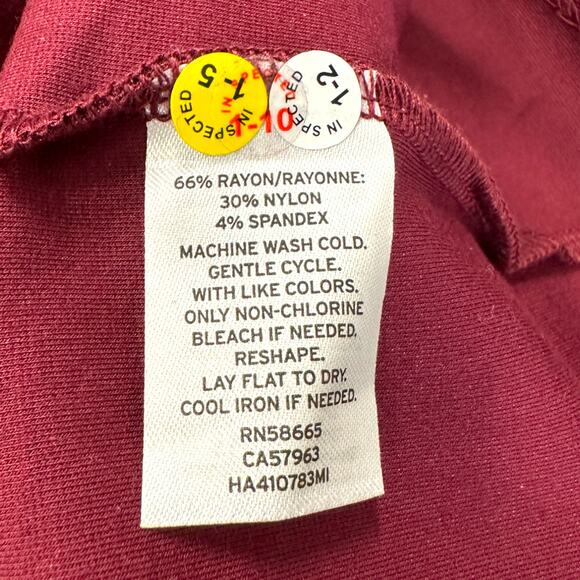 INSPECTED
1-5
INSPECTED
1-10
INSPECTED
1-2
66% RAYON/RAYONNE:
30% NYLON
4% SPANDEX
MACHINE WASH COLD.
GENTLE CYCLE.
WITH LIKE COLORS.
ONLY NON-CHLORINE
BLEACH IF NEEDED.
RESHAPE.
LAY FLAT TO DRY.
COOL IRON IF NEEDED.
RN58665
CA57963
HA410783MI